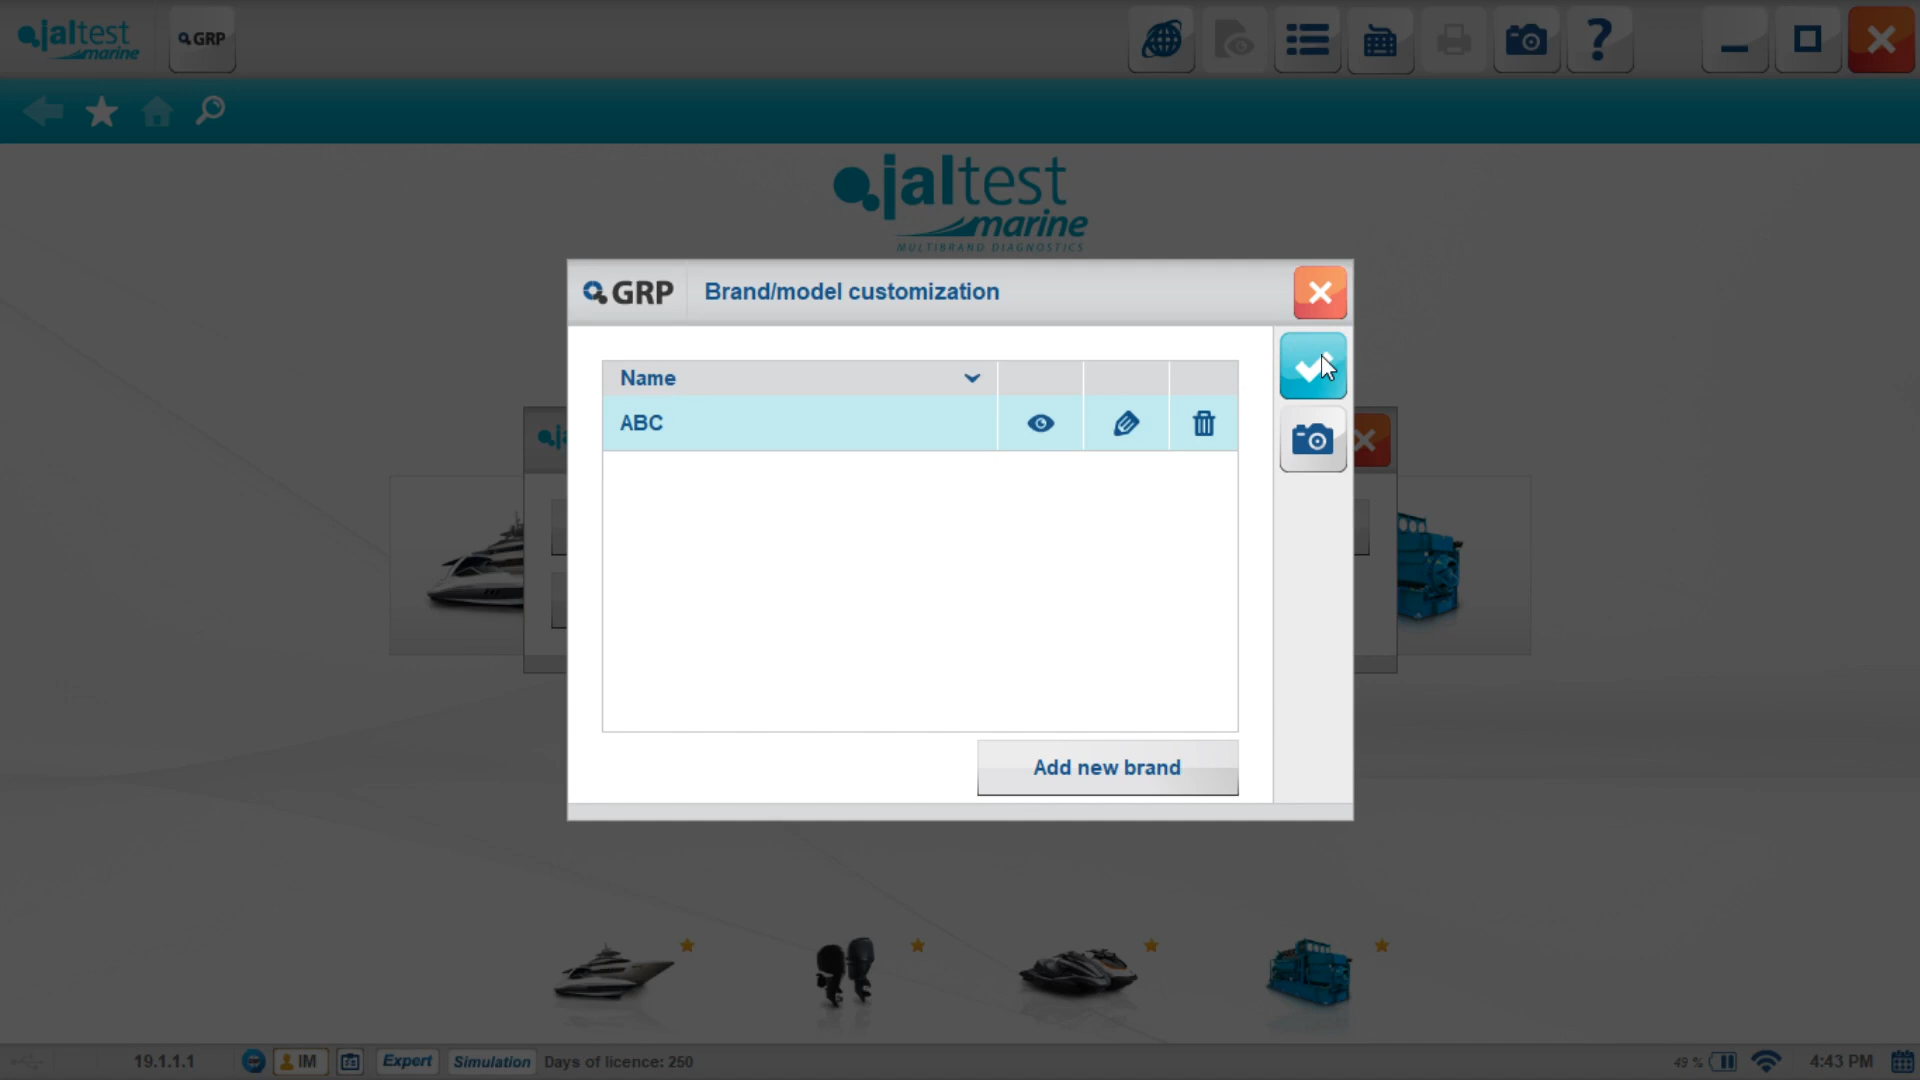 jaltest
marine
GRP
jaltest
marine
MULTIBRAND DIAGNOSTICS
GRP
Brand/model customization
Name
ABC
Add new brand
19.1.1.1
IM
Expert
Simulation
Days of licence: 250
49 %
4:43 PM